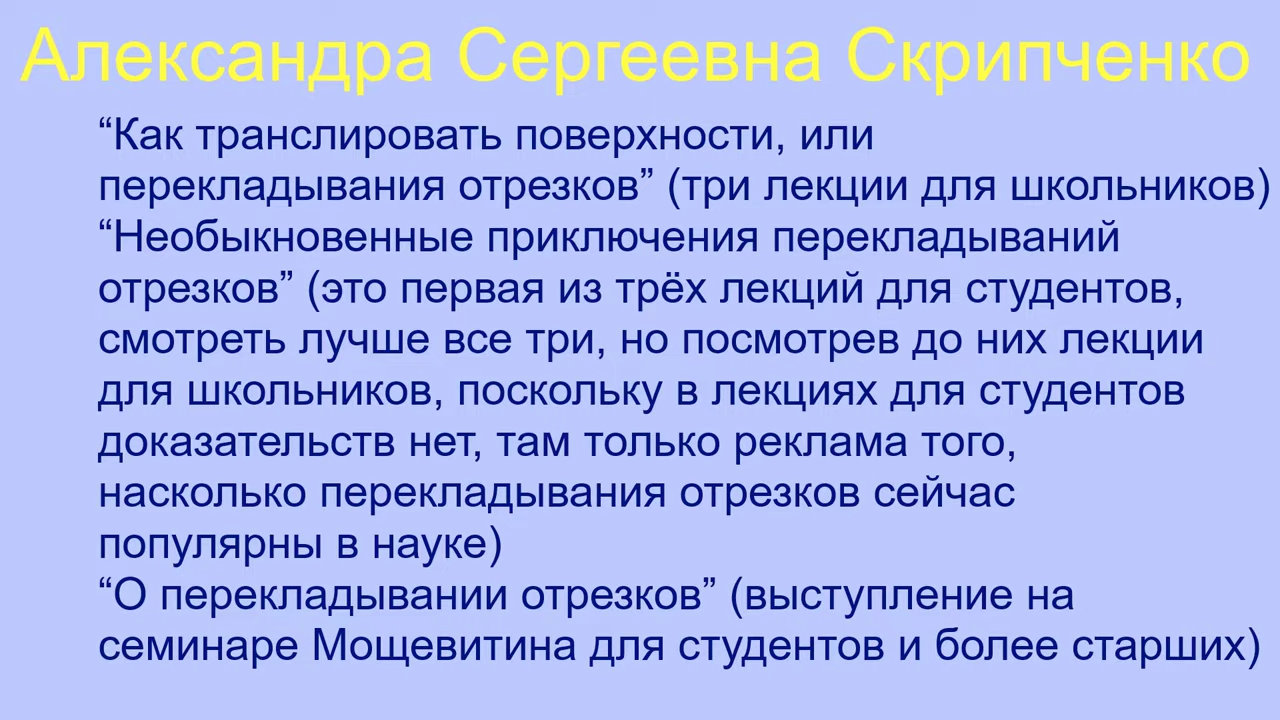 Александра Сергеевна Скрипченко
“Как транслировать поверхности, или
перекладывания отрезков” (три лекции для школьников)
“Необыкновенные приключения перекладываний
отрезков” (это первая из трёх лекций для студентов,
смотреть лучше все три, но посмотрев до них лекции
для школьников, поскольку в лекциях для студентов
доказательств нет, там только реклама того,
насколько перекладывания отрезков сейчас
популярны в науке)
“О перекладывании отрезков” (выступление на
семинаре Мощевитина для студентов и более старших)